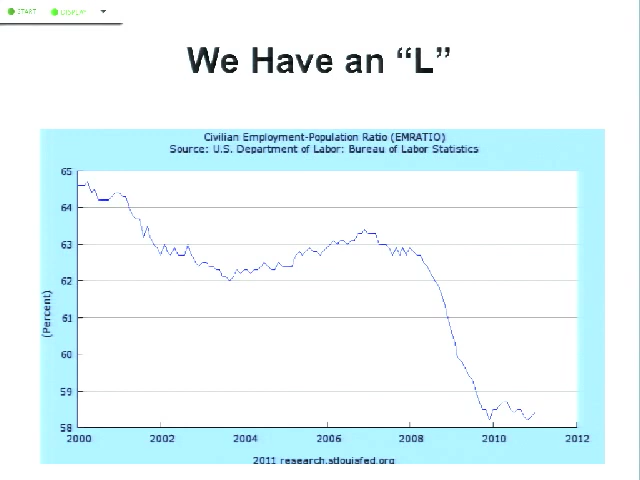 START DISPLAY
We Have an “L”
Civilian Employment-Population Ratio (EMRATIO)
Source: U.S. Department of Labor: Bureau of Labor Statistics
65
64
63
62
61
60
59
58
(Percent)
2000 2002 2004 2006 2008 2010 2012
2011 research.stlouisfed.org